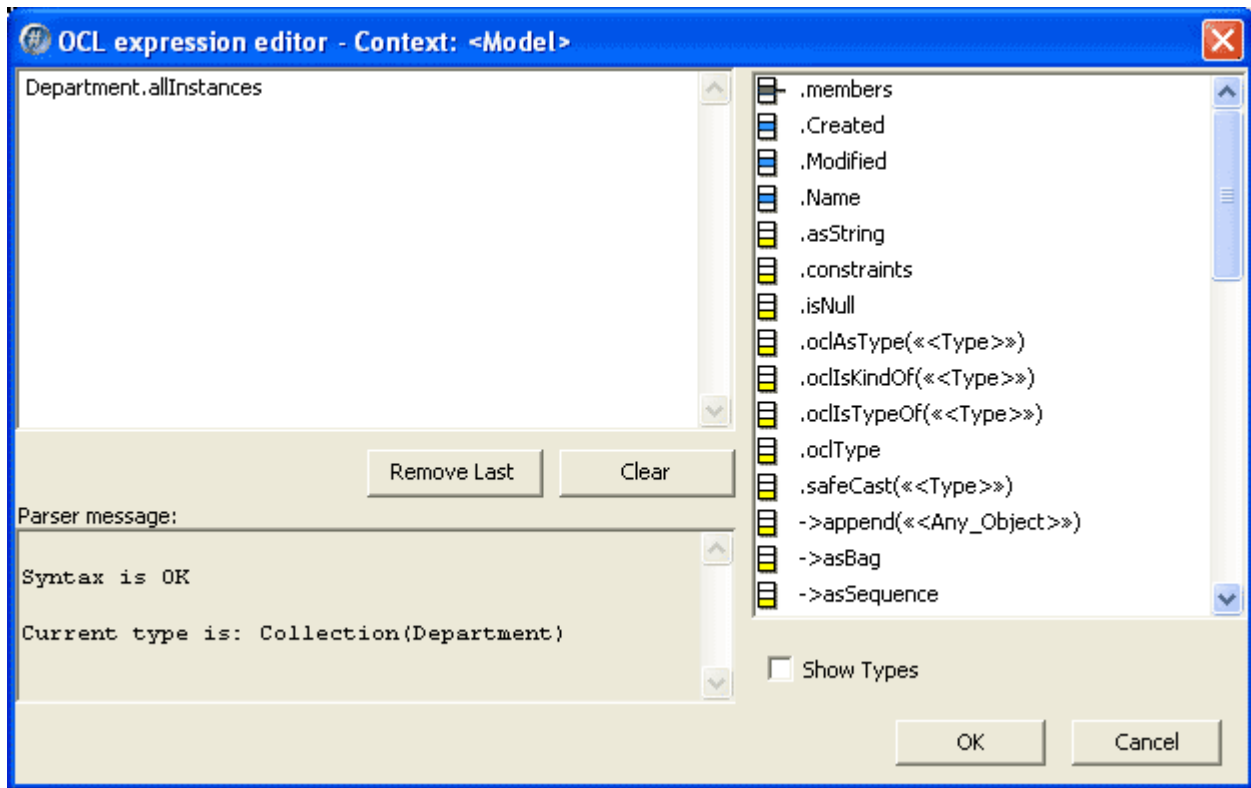 OCL expression editor - Context: <Model>
Department.allInstances
Remove Last
Clear
Parser message:
Syntax is OK
Current type is: Collection(Department)
.members
.Created
.Modified
.Name
.asString
.constraints
.isNull
.oclAsType(«<Type>»)
.oclIsKindOf(«<Type>»)
.oclIsTypeOf(«<Type>»)
.oclType
.safeCast(«<Type>»)
->append(«<Any_Object>»)
->asBag
->asSequence
Show Types
OK
Cancel